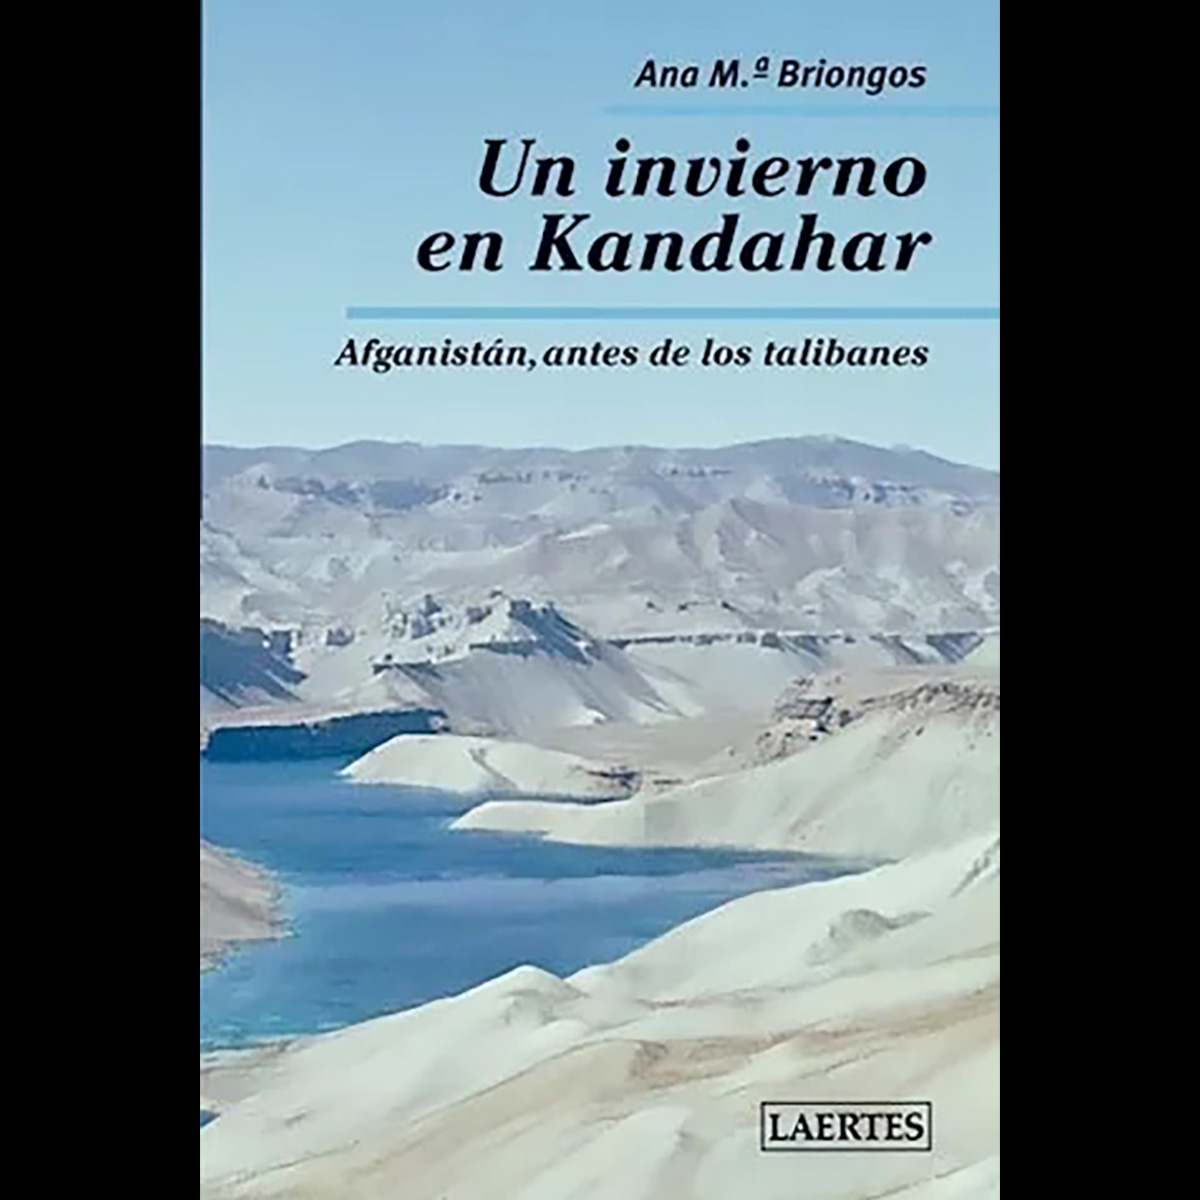 Ana M.ª Briongos
Un invierno
en Kandahar
Afganistán, antes de los talibanes
LAERTES